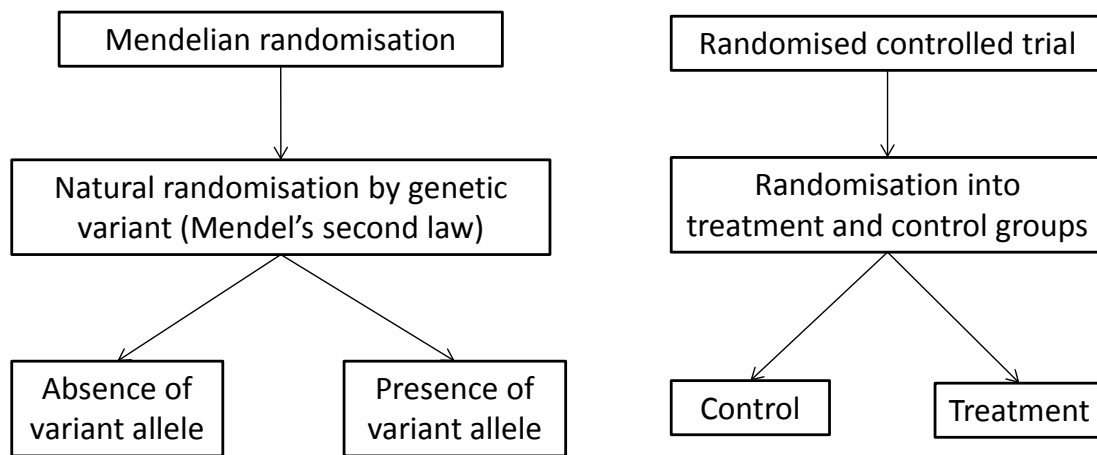 Mendelian randomisation
Natural randomisation by genetic
variant (Mendel’s second law)
Absence of
variant allele
Presence of
variant allele
Randomised controlled trial
Randomisation into
treatment and control groups
Control
Treatment